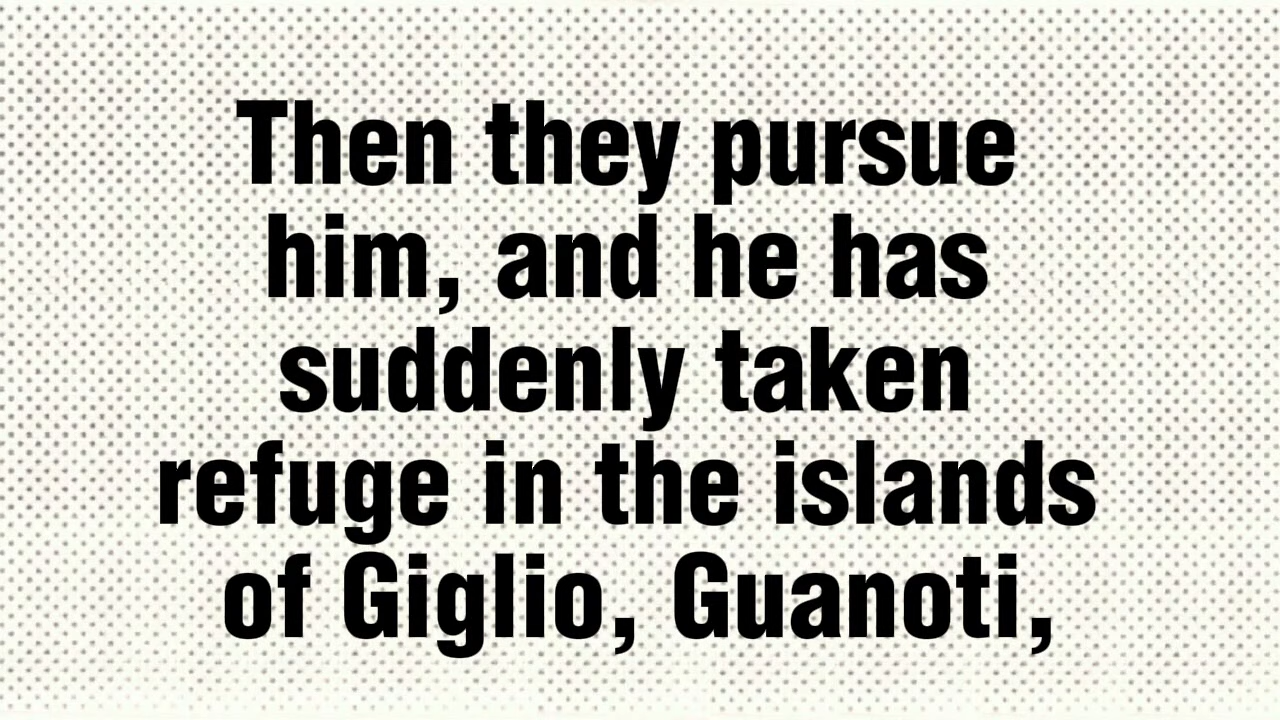 Then they pursue
him, and he has
suddenly taken
refuge in the islands
of Giglio, Guanoti,